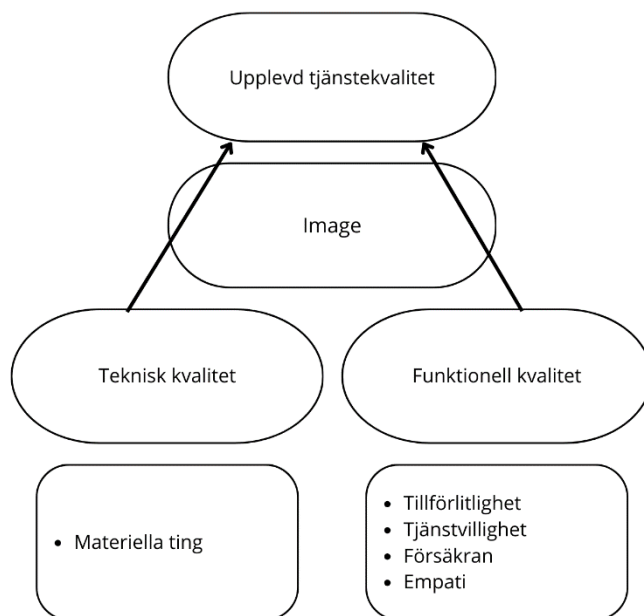 Upplevd tjänstekvalitet
Image
Teknisk kvalitet
Funktionell kvalitet
• Materiella ting
• Tillförlitlighet
• Tjänstvillighet
• Försäkran
• Empati